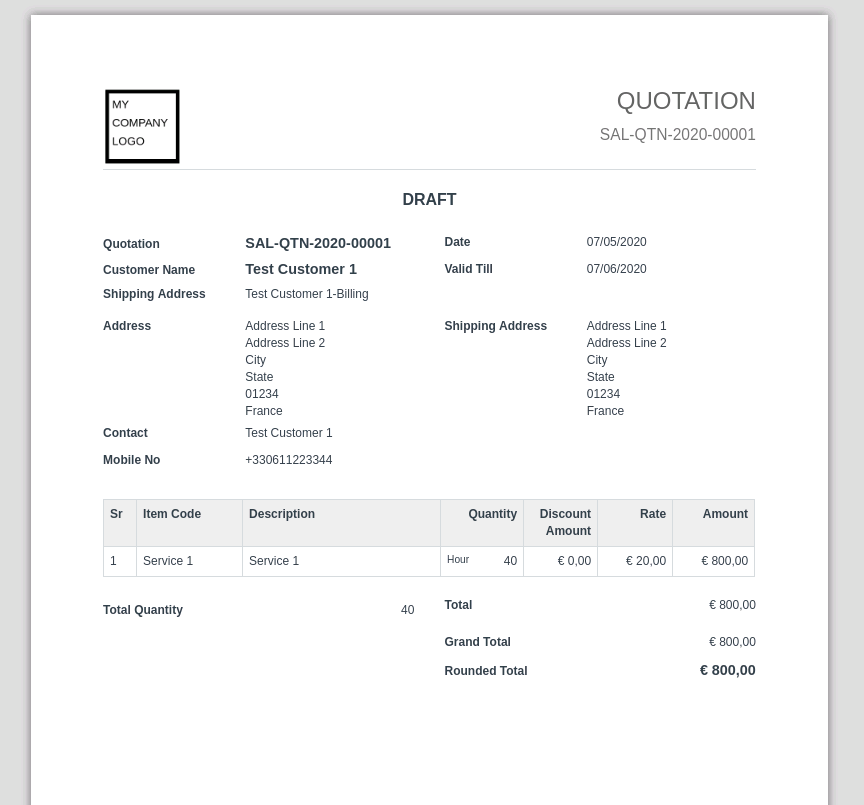 MY
COMPANY
LOGO
QUOTATION
SAL-QTN-2020-00001
DRAFT
Quotation SAL-QTN-2020-00001 Date 07/05/2020
Customer Name Test Customer 1 Valid Till 07/06/2020
Shipping Address Test Customer 1-Billing
Address Address Line 1 Shipping Address Address Line 1
Address Line 2 Address Line 2
City City
State State
01234 01234
France France
Contact Test Customer 1
Mobile No +330611223344
Sr Item Code Description Quantity Discount Rate Amount
Amount
1 Service 1 Service 1 Hour 40 € 0,00 € 20,00 € 800,00
Total Quantity 40 Total € 800,00
Grand Total € 800,00
Rounded Total € 800,00